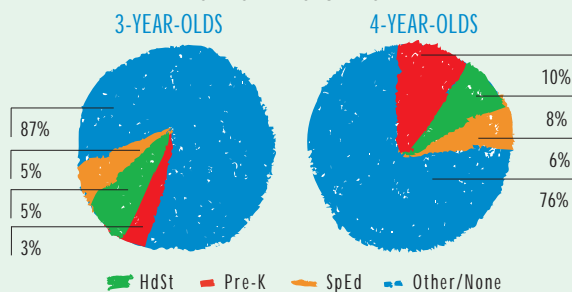 3-YEAR-OLDS
4-YEAR-OLDS
87%
5%
5%
3%
10%
8%
6%
76%
HdSt Pre-K SpEd Other/None